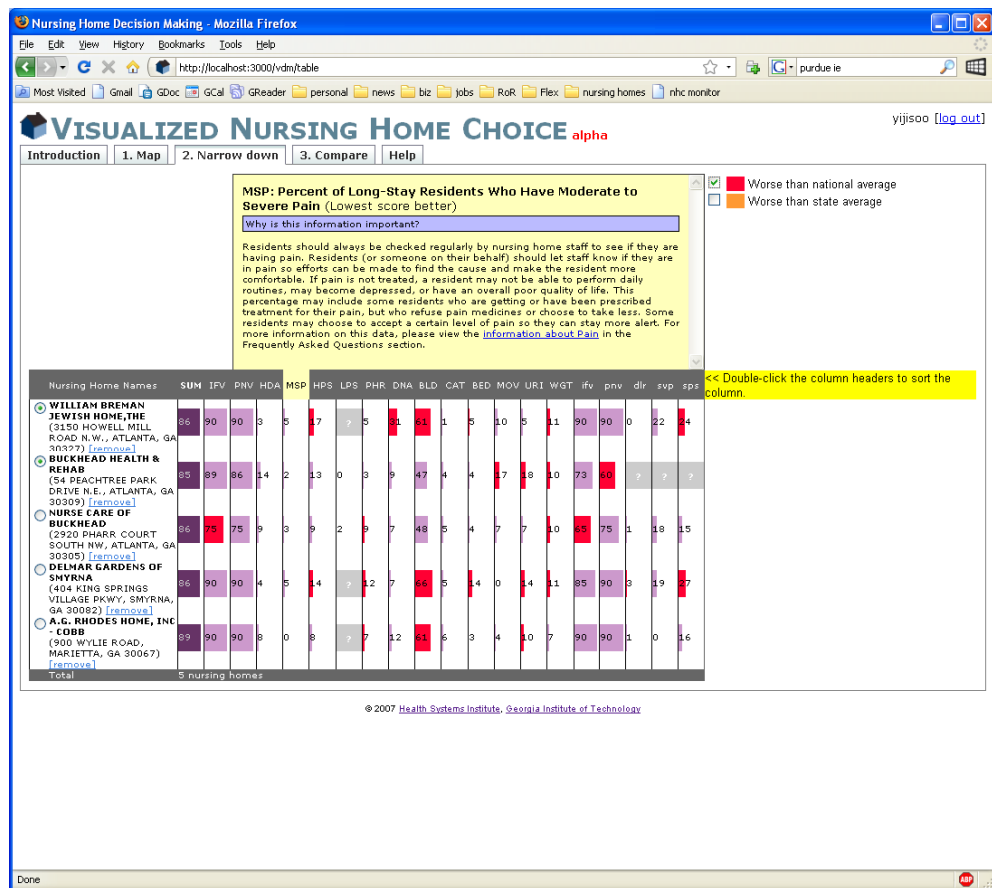 Nursing Home Decision Making - Mozilla Firefox
File Edit View History Bookmarks Tools Help
http://localhost:3000/vdm/table
G purdue ie
Most Visited Gmail GDoc GCal GReader personal news biz jobs RoR Flex nursing homes nhc monitor
VISUALIZED NURSING HOME CHOICE alpha
yijisoo [log out]
Introduction 1. Map 2. Narrow down 3. Compare Help
MSP: Percent of Long-Stay Residents Who Have Moderate to
Severe Pain (Lowest score better)
Why is this information important?
Residents should always be checked regularly by nursing home staff to see if they are
having pain. Residents (or someone on their behalf) should let staff know if they are
in pain so efforts can be made to find the cause and make the resident more
comfortable. If pain is not treated, a resident may not be able to perform daily
routines, may become depressed, or have an overall poor quality of life. This
percentage may include some residents who are getting or have been prescribed
treatment for their pain, but who refuse pain medicines or choose to take less. Some
residents may choose to accept a certain level of pain so they can stay more alert. For
more information on this data, please view the information about Pain in the
Frequently Asked Questions section.
Worse than national average
Worse than state average
Nursing Home Names SUM IFV PNV HDA MSP HPS LPS PHR DNA BLD CAT BED MOV URI WGT ifv pnv dlr svp sps
<< Double-click the column headers to sort the
column.
WILLIAM BREMAN
JEWISH HOME,THE
(3150 HOWELL MILL
ROAD N.W., ATLANTA, GA
30327) [remove]
86 90 90 3 5 17 ? 5 31 61 1 5 10 5 11 90 90 0 22 24
BUCKHEAD HEALTH &
REHAB
(54 PEACHTREE PARK
DRIVE N.E., ATLANTA, GA
30309) [remove]
85 89 86 14 2 13 0 3 9 47 4 4 17 18 10 73 60 ? ? ?
NURSE CARE OF
BUCKHEAD
(2920 PHARR COURT
SOUTH NW, ATLANTA, GA
30305) [remove]
86 75 75 9 3 9 2 9 7 48 5 4 7 7 10 65 75 1 18 15
DELMAR GARDENS OF
SMYRNA
(404 KING SPRINGS
VILLAGE PKWY, SMYRNA,
GA 30082) [remove]
86 90 90 4 5 14 ? 12 7 66 5 14 0 14 11 85 90 3 19 27
A.G. RHODES HOME, INC
- COBB
(900 WYLIE ROAD,
MARIETTA, GA 30067)
[remove]
89 90 90 8 0 8 ? 7 12 61 6 3 4 10 7 90 90 1 0 16
Total 5 nursing homes
© 2007 Health Systems Institute, Georgia Institute of Technology
Done
ABP